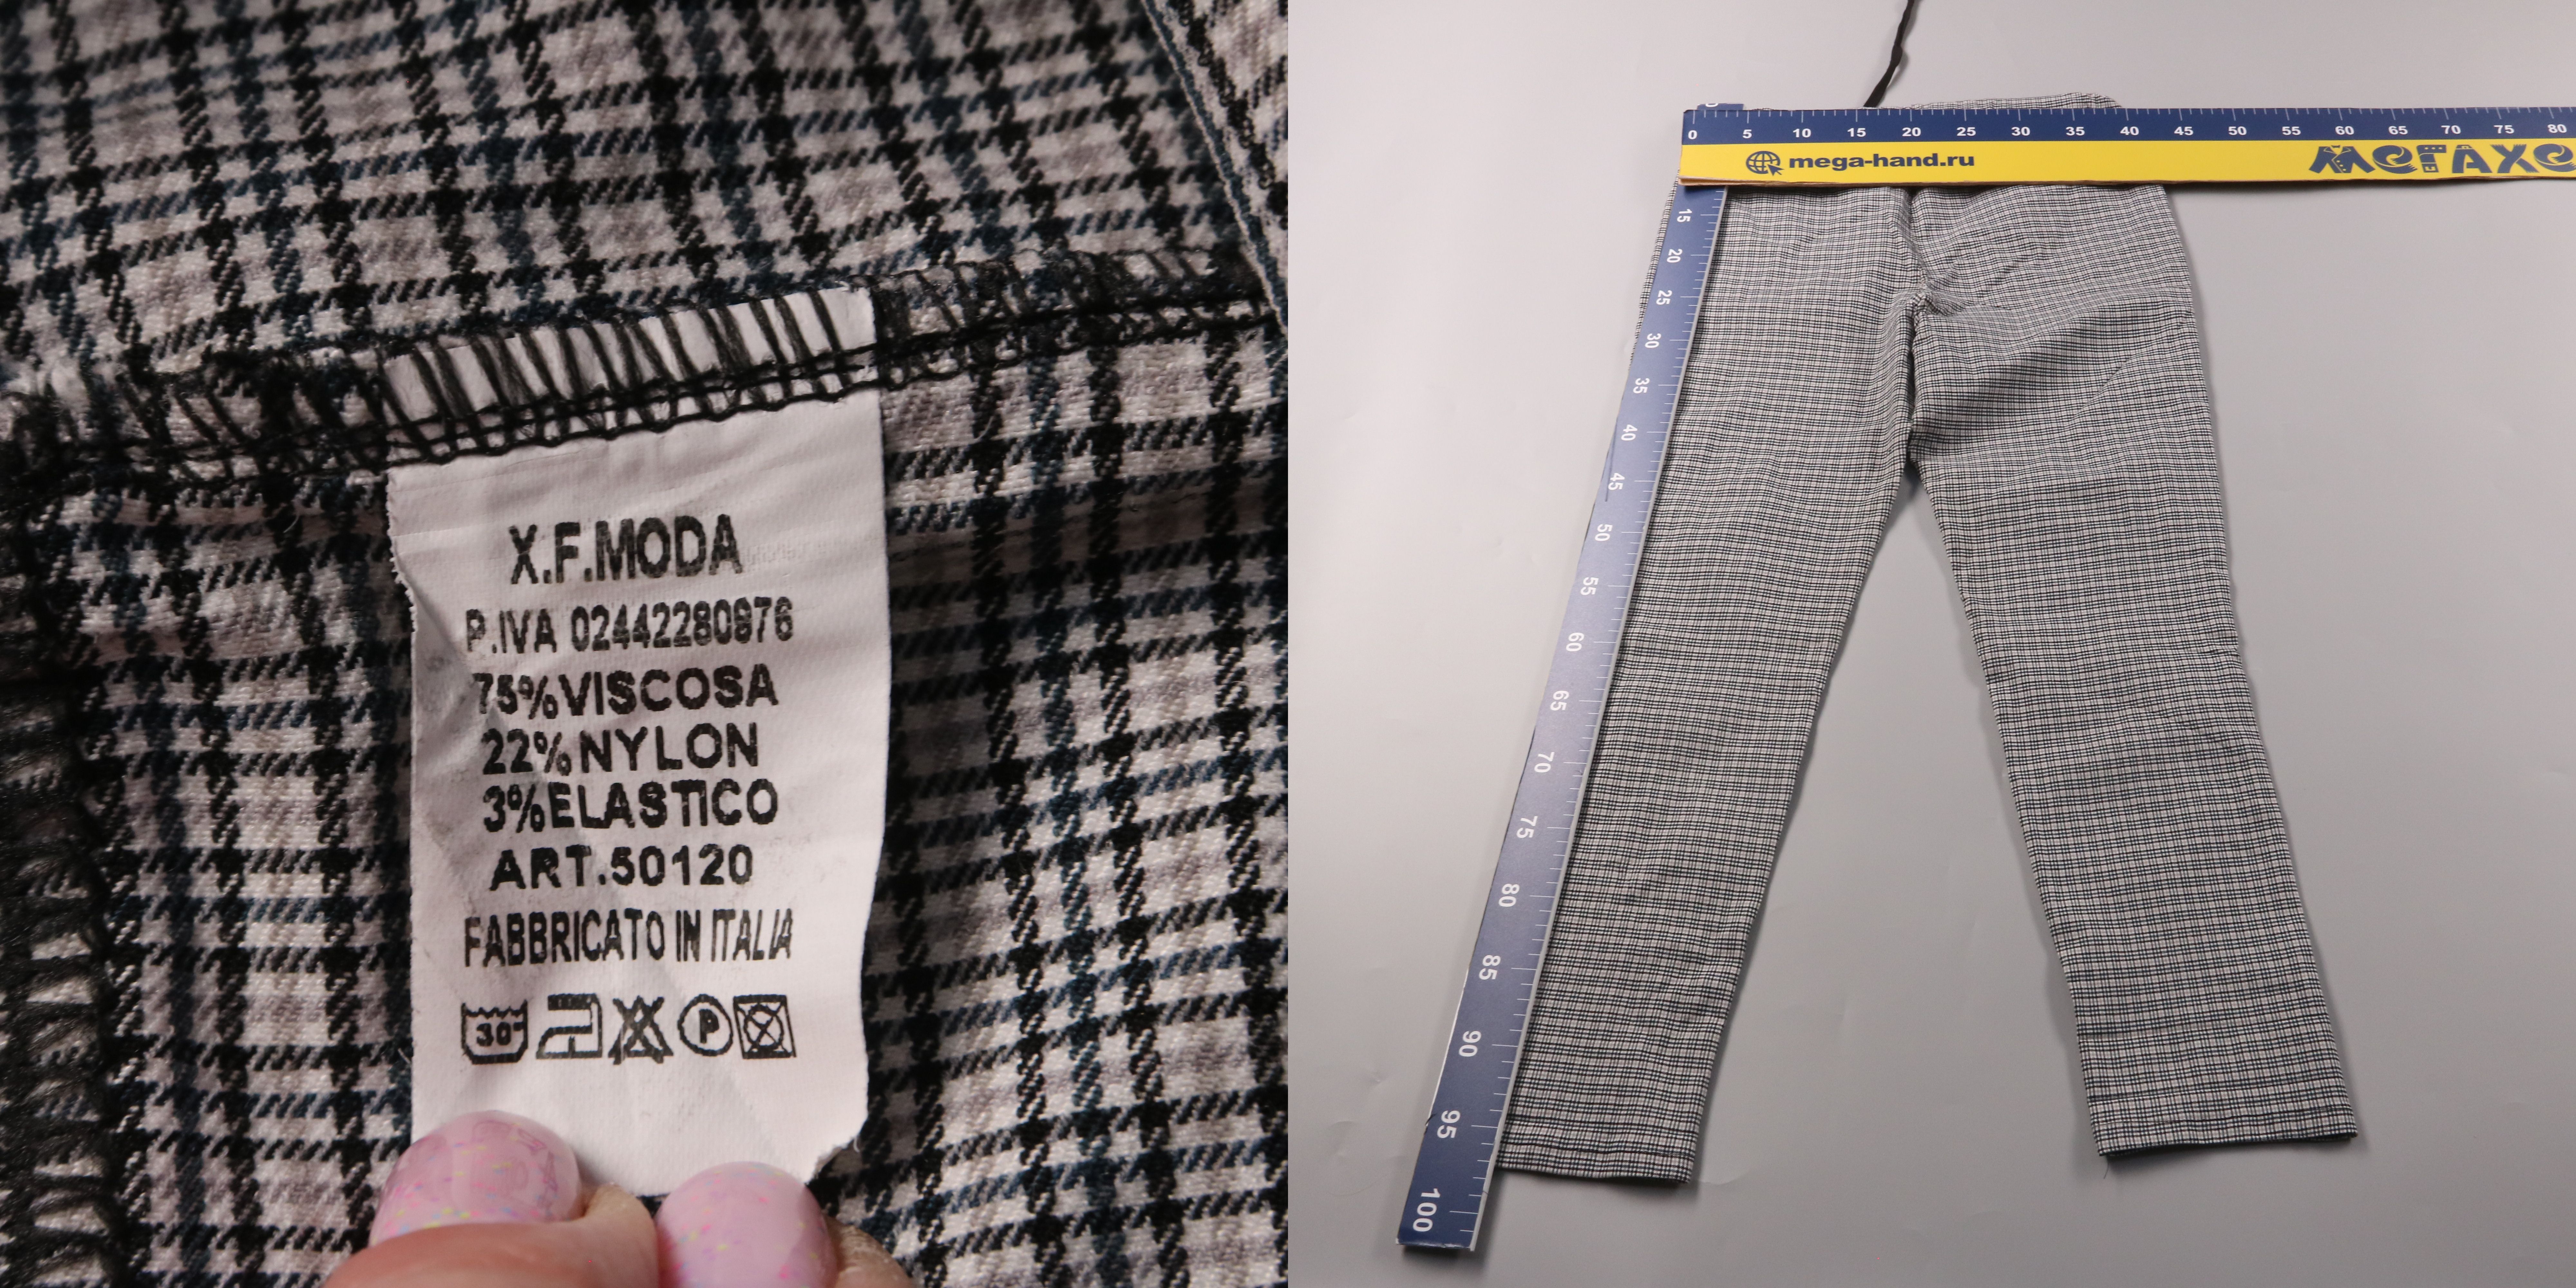 X.F.MODA
P.IVA 02442280976
75%VISCOSA
22%NYLON
3%ELASTICO
ART.50120
FABBRICATO IN ITALIA
30°
P
0 5 10 15 20 25 30 35 40 45 50 55 60 65 70 75 80
mega-hand.ru
МЕГАХЕ
15
20
25
30
35
40
45
50
55
60
65
70
75
80
85
90
95
100